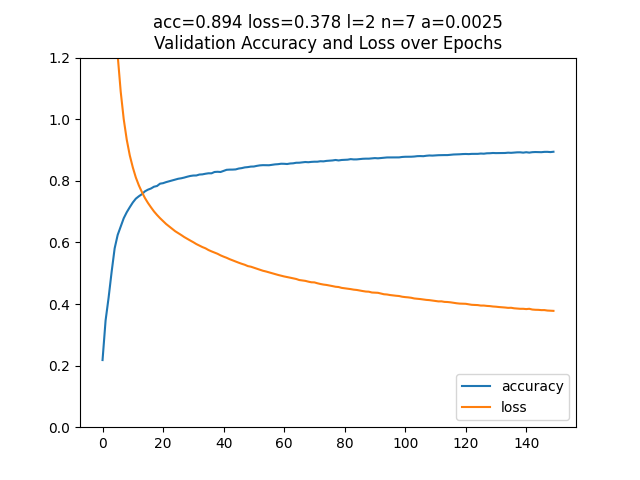 acc=0.894 loss=0.378 l=2 n=7 a=0.0025
Validation Accuracy and Loss over Epochs
1.2
1.0
0.8
0.6
0.4
0.2
0.0
accuracy
loss
0 20 40 60 80 100 120 140